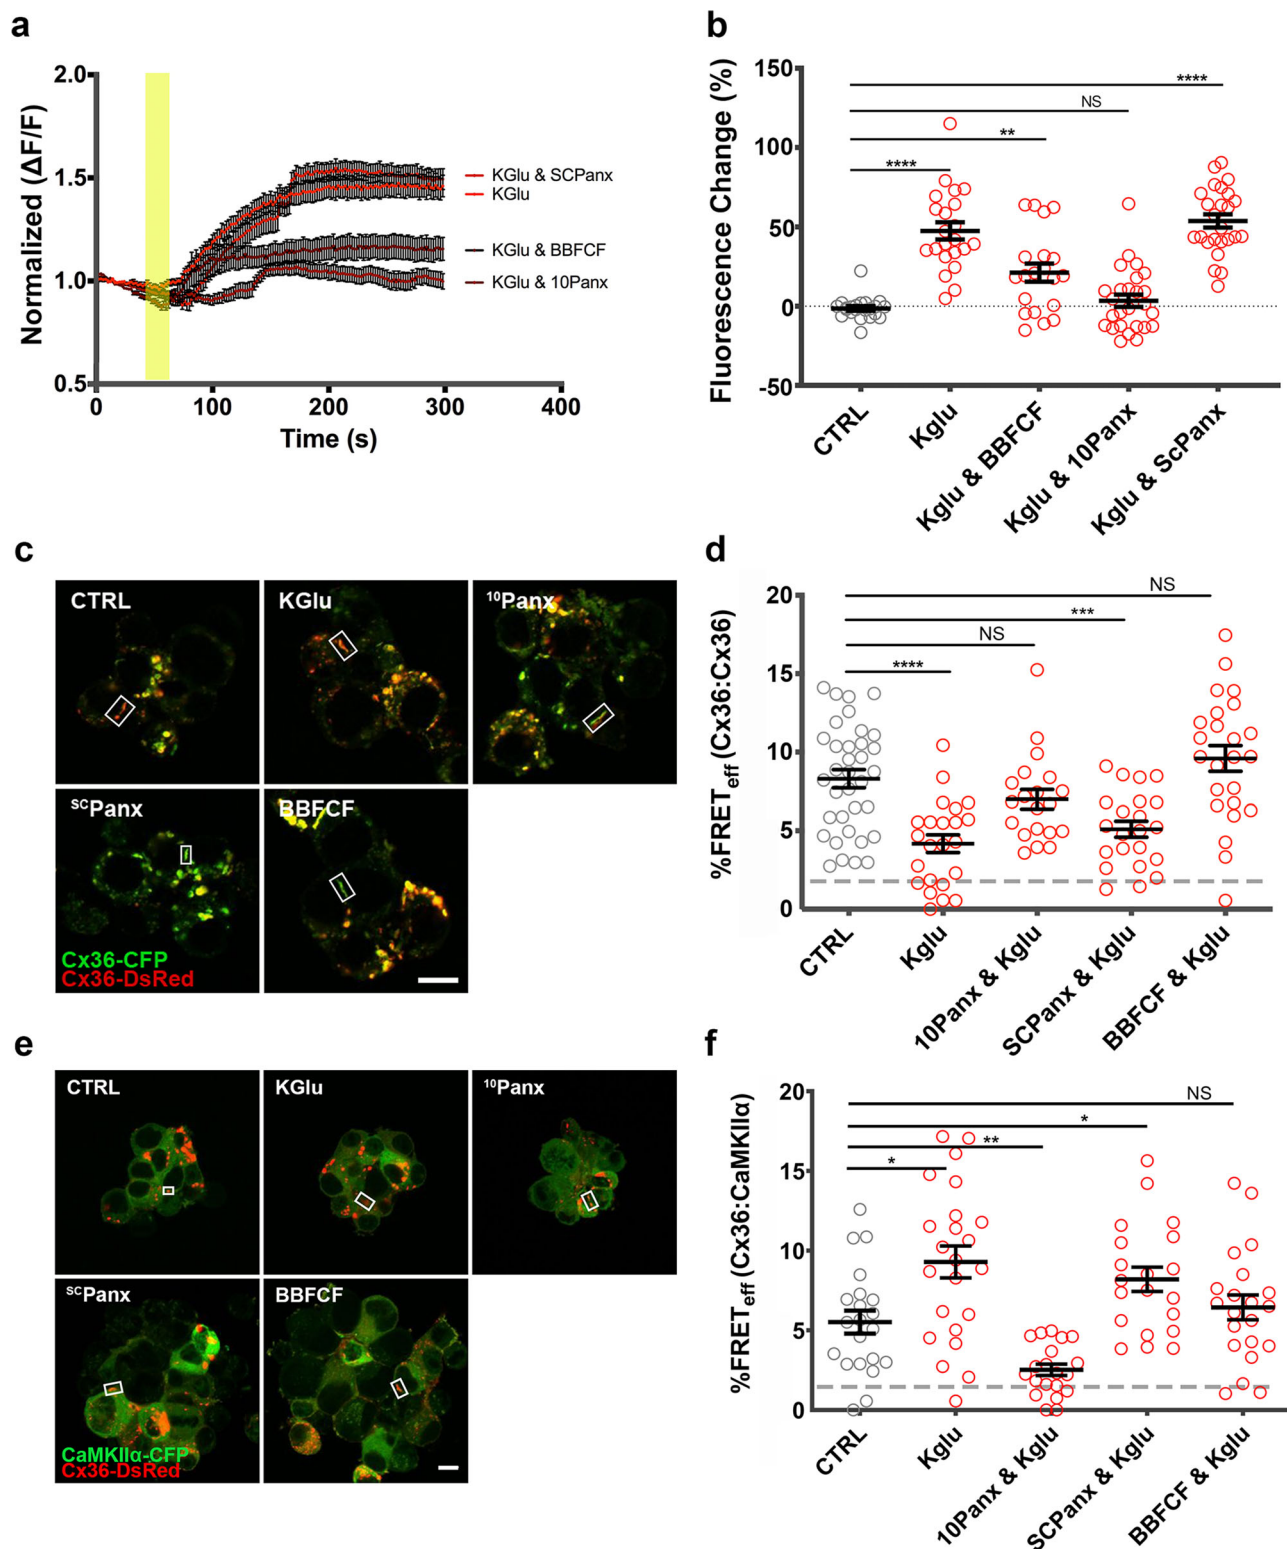 a
2.0
1.5
1.0
0.5
Normalized (ΔF/F)
KGlu & SCPanx
KGlu
KGlu & BBFCF
KGlu & 10Panx
0
100
200
300
400
Time (s)
b
150
100
50
0
-50
Fluorescence Change (%)
****
NS
**
****
CTRL
Kglu
Kglu & BBFCF
Kglu & 10Panx
Kglu & ScPanx
c
CTRL
KGlu
¹⁰Panx
ˢᶜPanx
BBFCF
Cx36-CFP
Cx36-DsRed
d
20
15
10
5
0
%FRETeff (Cx36:Cx36)
NS
***
NS
****
CTRL
Kglu
10Panx & Kglu
SCPanx & Kglu
BBFCF & Kglu
e
CTRL
KGlu
¹⁰Panx
ˢᶜPanx
BBFCF
CaMKIIα-CFP
Cx36-DsRed
f
20
15
10
5
0
%FRETeff (Cx36:CaMKIIα)
NS
*
**
*
CTRL
Kglu
10Panx & Kglu
SCPanx & Kglu
BBFCF & Kglu